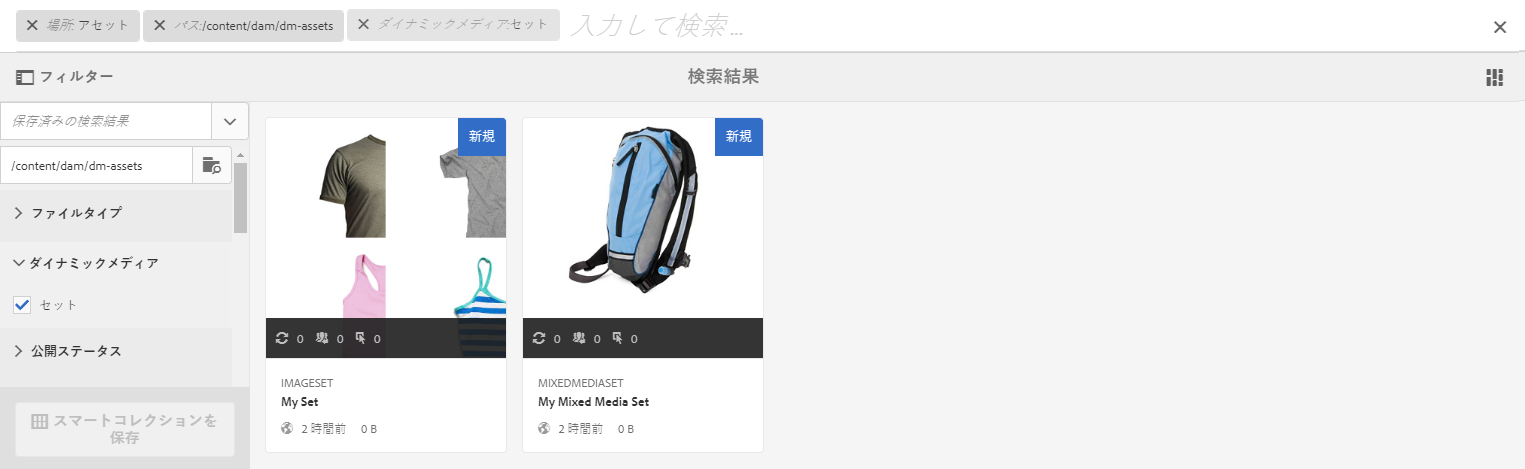 場所: アセット
パス:/content/dam/dm-assets
ダイナミックメディア:セット
入力して検索 ...
フィルター
検索結果
保存済みの検索結果
/content/dam/dm-assets
ファイルタイプ
ダイナミックメディア
セット
公開ステータス
スマートコレクションを
保存
新規
0 0 0
IMAGESET
My Set
2 時間前 0 B
新規
0 0 0
MIXEDMEDIASET
My Mixed Media Set
2 時間前 0 B